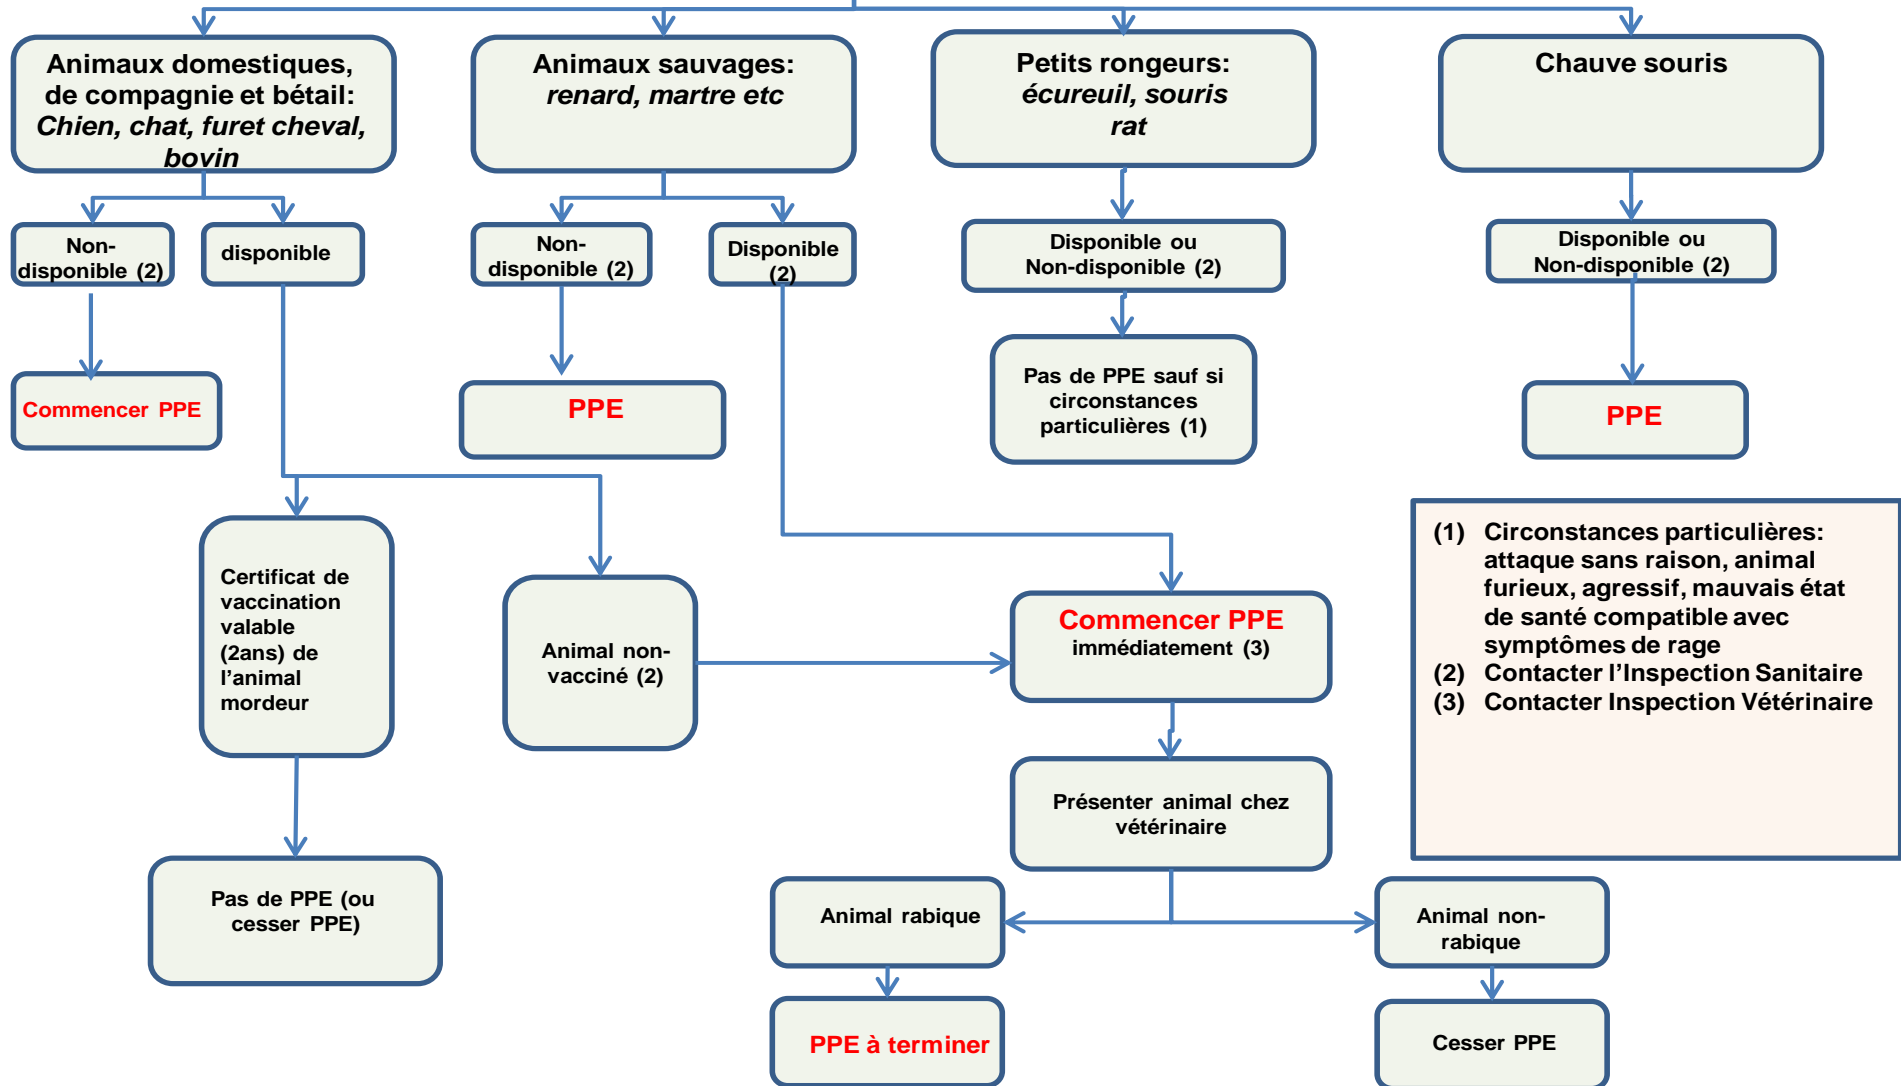 Animaux domestiques,
de compagnie et bétail:
Chien, chat, furet cheval,
bovin
Animaux sauvages:
renard, martre etc
Petits rongeurs:
écureuil, souris
rat
Chauve souris
Non-
disponible (2)
disponible
Non-
disponible (2)
Disponible
(2)
Disponible ou
Non-disponible (2)
Disponible ou
Non-disponible (2)
Commencer PPE
PPE
Pas de PPE sauf si
circonstances
particulières (1)
PPE
Certificat de
vaccination
valable
(2ans) de
l’animal
mordeur
Animal non-
vacciné (2)
Commencer PPE
immédiatement (3)
(1) Circonstances particulières:
attaque sans raison, animal
furieux, agressif, mauvais état
de santé compatible avec
symptômes de rage
(2) Contacter l’Inspection Sanitaire
(3) Contacter Inspection Vétérinaire
Présenter animal chez
vétérinaire
Pas de PPE (ou
cesser PPE)
Animal rabique
Animal non-
rabique
PPE à terminer
Cesser PPE